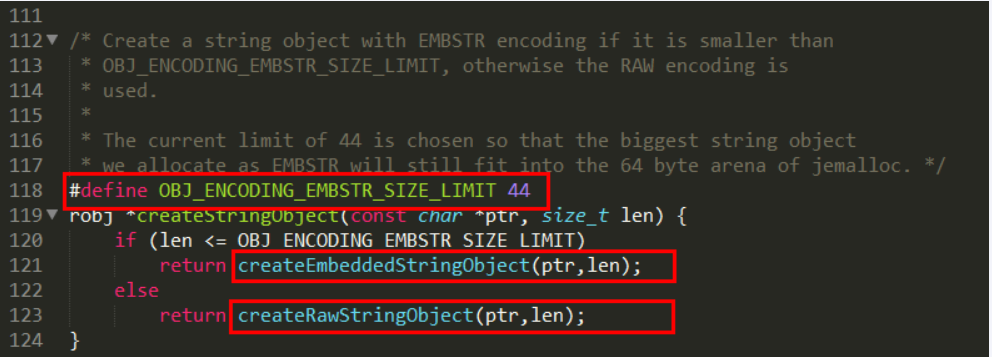 111
112▼ /* Create a string object with EMBSTR encoding if it is smaller than
113 * OBJ_ENCODING_EMBSTR_SIZE_LIMIT, otherwise the RAW encoding is
114 * used.
115 *
116 * The current limit of 44 is chosen so that the biggest string object
117 * we allocate as EMBSTR will still fit into the 64 byte arena of jemalloc. */
118 #define OBJ_ENCODING_EMBSTR_SIZE_LIMIT 44
119▼ robj *createStringObject(const char *ptr, size_t len) {
120 if (len <= OBJ_ENCODING_EMBSTR_SIZE_LIMIT)
121 return createEmbeddedStringObject(ptr,len);
122 else
123 return createRawStringObject(ptr,len);
124 }